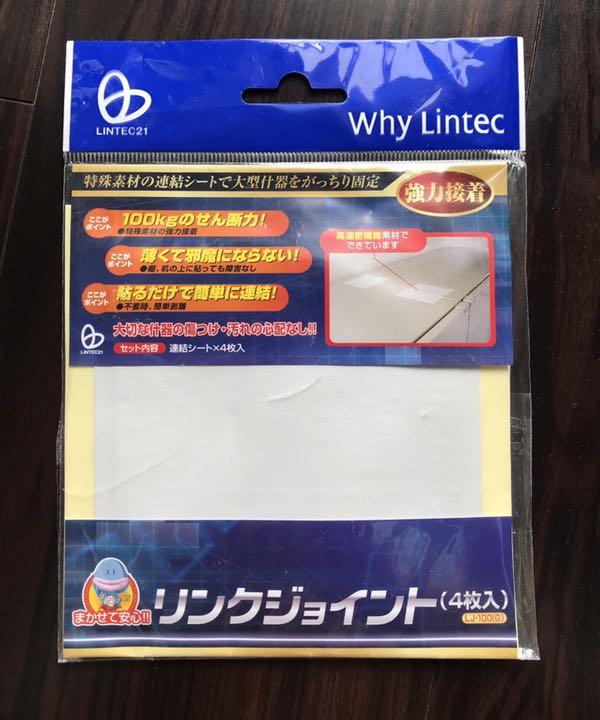 LINTEC21
Why Lintec
特殊素材の連結シートで大型什器をがっちり固定
強力接着
ここがポイント
100kgのせん断力!
●特殊素材の強力接着
ここがポイント
薄くて邪魔にならない!
●棚、机の上に貼っても障害なし
ここがポイント
貼るだけで簡単に連結!
●不要時、簡単剥離
高密度繊維素材で
できています
LINTEC21
大切な什器の傷つけ・汚れの心配なし!!
セット内容 連結シート×4枚入
まかせて安心!!
リンクジョイント(4枚入)
LJ-100(G)